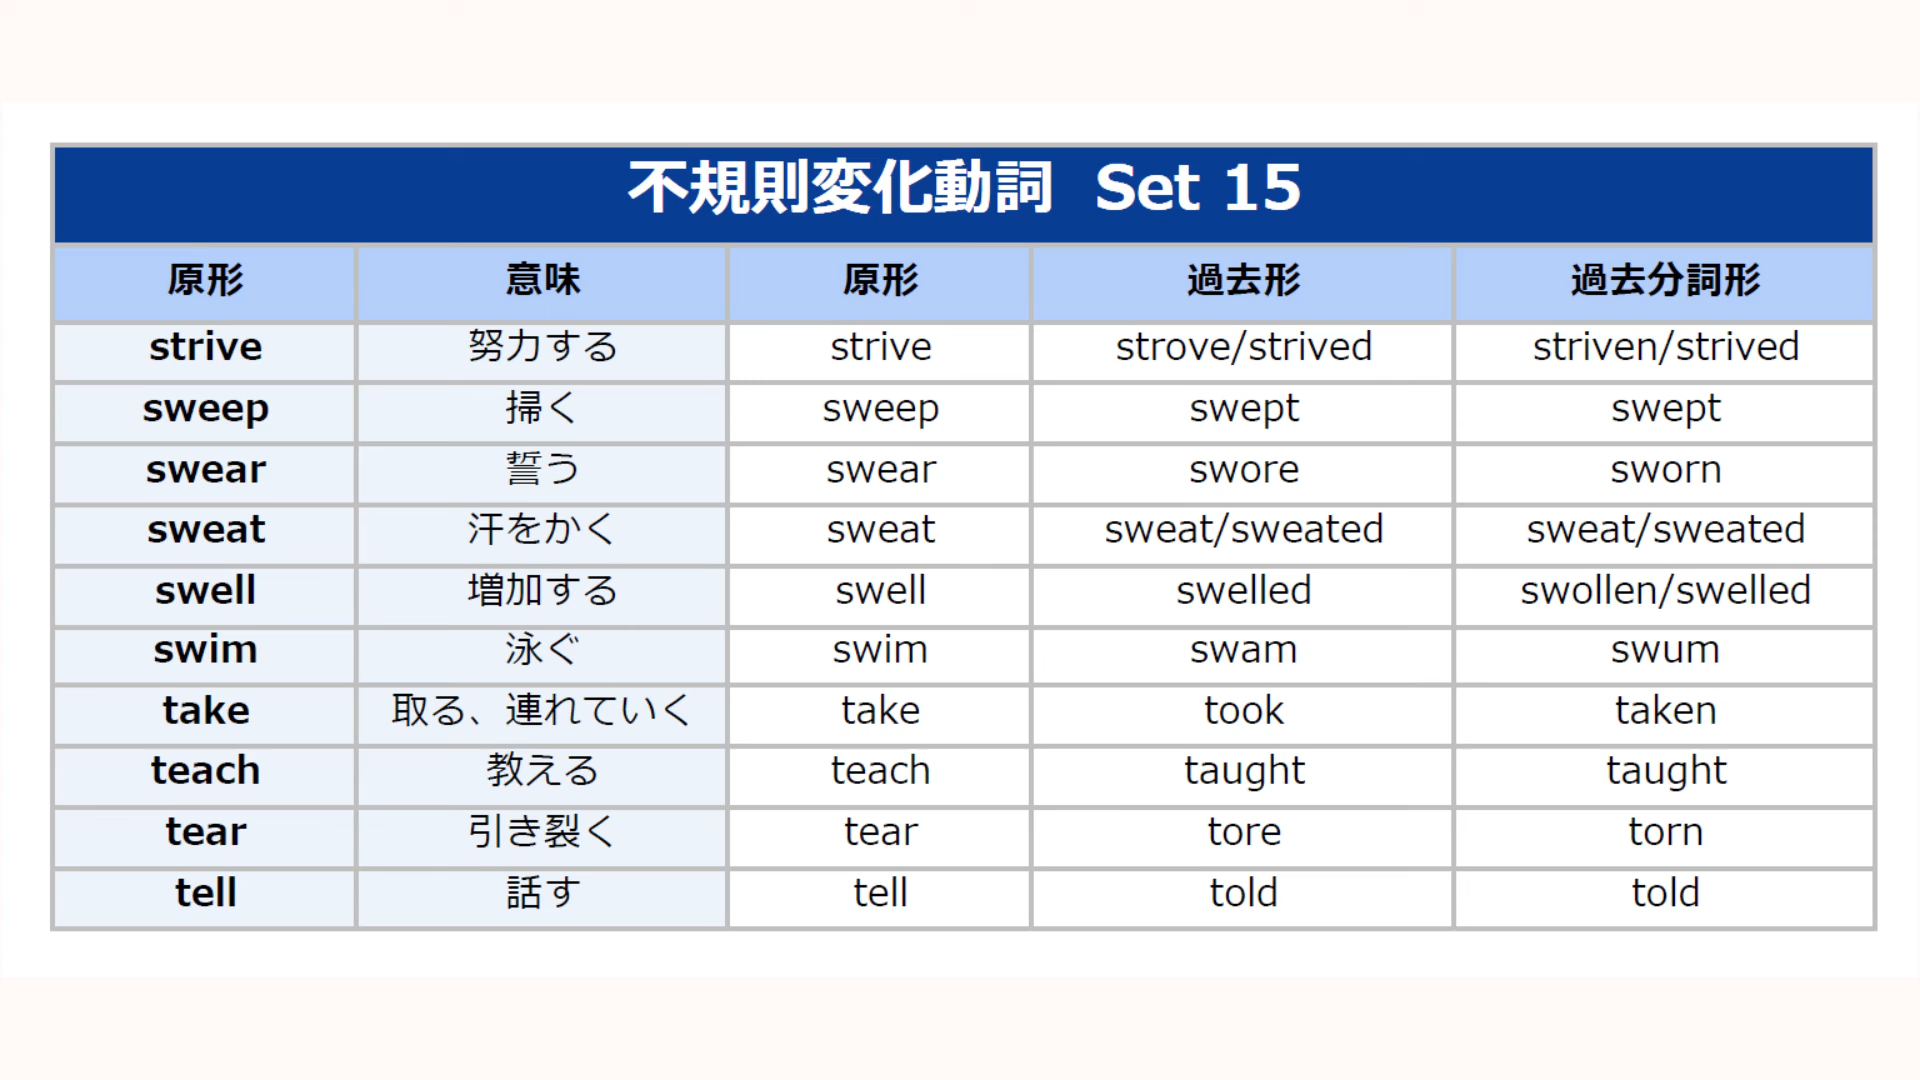 不規則変化動詞 Set 15
原形 意味 原形 過去形 過去分詞形
strive 努力する strive strove/strived striven/strived
sweep 掃く sweep swept swept
swear 誓う swear swore sworn
sweat 汗をかく sweat sweat/sweated sweat/sweated
swell 増加する swell swelled swollen/swelled
swim 泳ぐ swim swam swum
take 取る、連れていく take took taken
teach 教える teach taught taught
tear 引き裂く tear tore torn
tell 話す tell told told